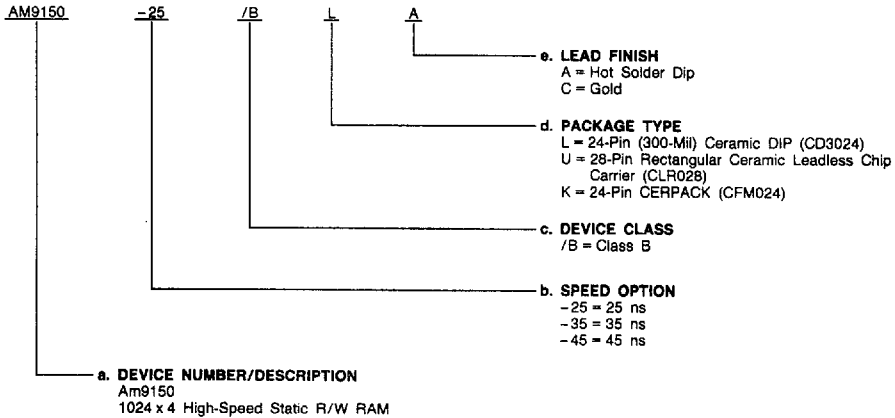 AM9150 -25 /B L A
e. LEAD FINISH
A = Hot Solder Dip
C = Gold
d. PACKAGE TYPE
L = 24-Pin (300-Mil) Ceramic DIP (CD3024)
U = 28-Pin Rectangular Ceramic Leadless Chip
Carrier (CLR028)
K = 24-Pin CERPACK (CFM024)
c. DEVICE CLASS
/B = Class B
b. SPEED OPTION
-25 = 25 ns
-35 = 35 ns
-45 = 45 ns
a. DEVICE NUMBER/DESCRIPTION
Am9150
1024 x 4 High-Speed Static R/W RAM